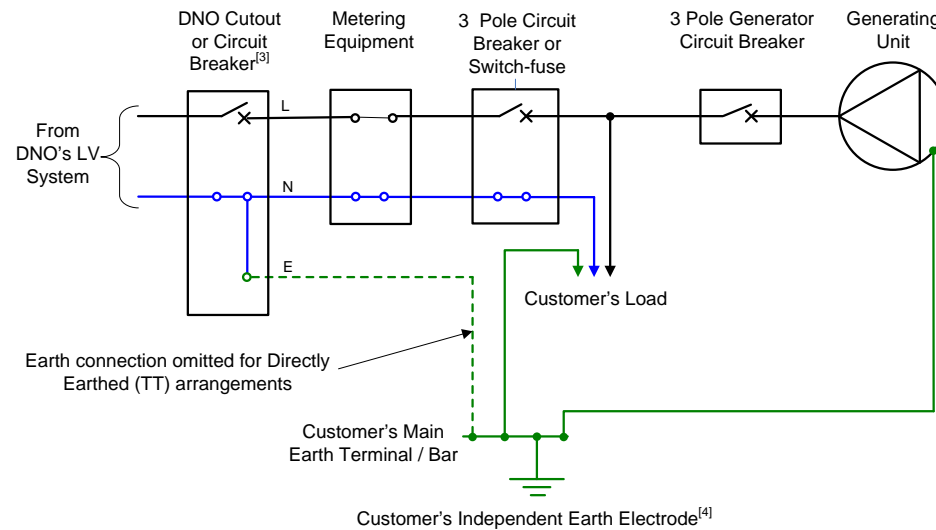 DNO Cutout
or Circuit
Breaker[3]
Metering
Equipment
3 Pole Circuit
Breaker or
Switch-fuse
3 Pole Generator
Circuit Breaker
Generating
Unit
L
From
DNO's LV
System
N
E
Customer's Load
Earth connection omitted for Directly
Earthed (TT) arrangements
Customer's Main
Earth Terminal / Bar
Customer's Independent Earth Electrode[4]